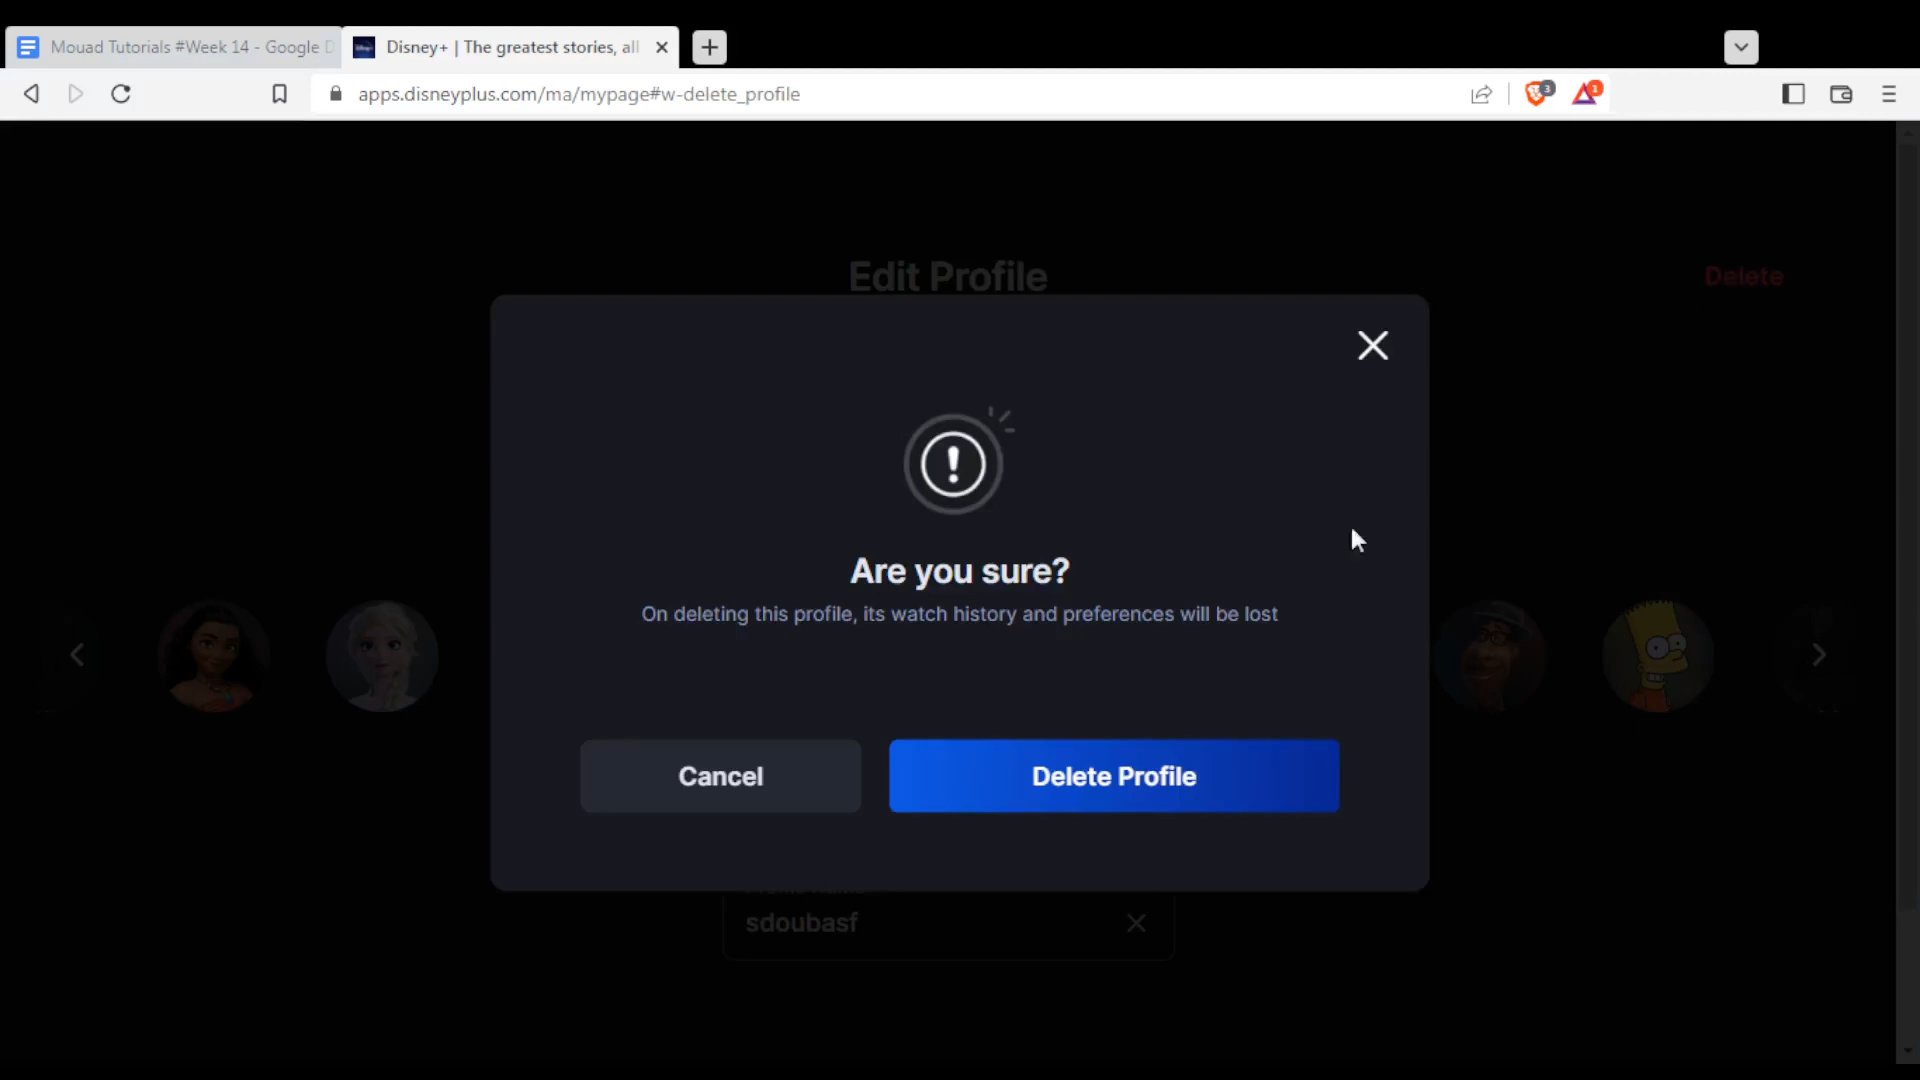 Mouad Tutorials #Week 14 - Google D
Disney+ | The greatest stories, all
apps.disneyplus.com/ma/mypage#w-delete_profile
3
1
Edit Profile
Delete
Are you sure?
On deleting this profile, its watch history and preferences will be lost
Cancel
Delete Profile
sdoubasf